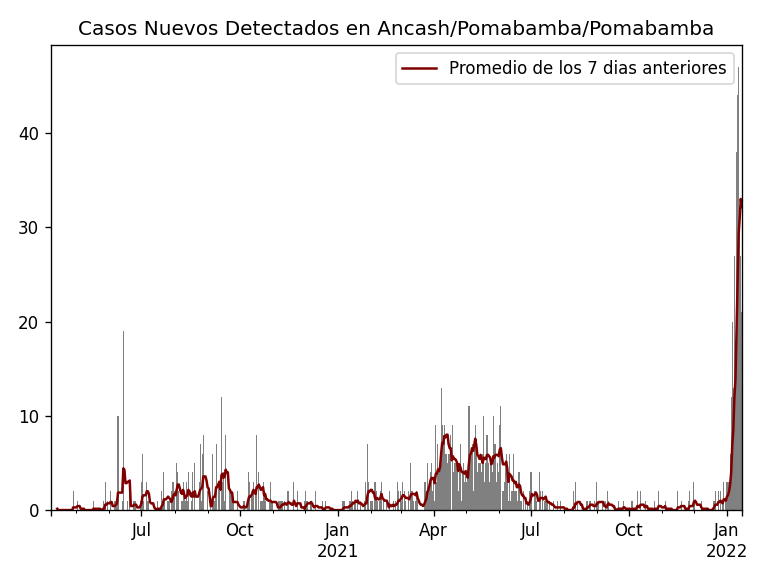 Casos Nuevos Detectados en Ancash/Pomabamba/Pomabamba
Promedio de los 7 dias anteriores
40
30
20
10
0
Jul Oct Jan Apr Jul Oct Jan
2021 2022